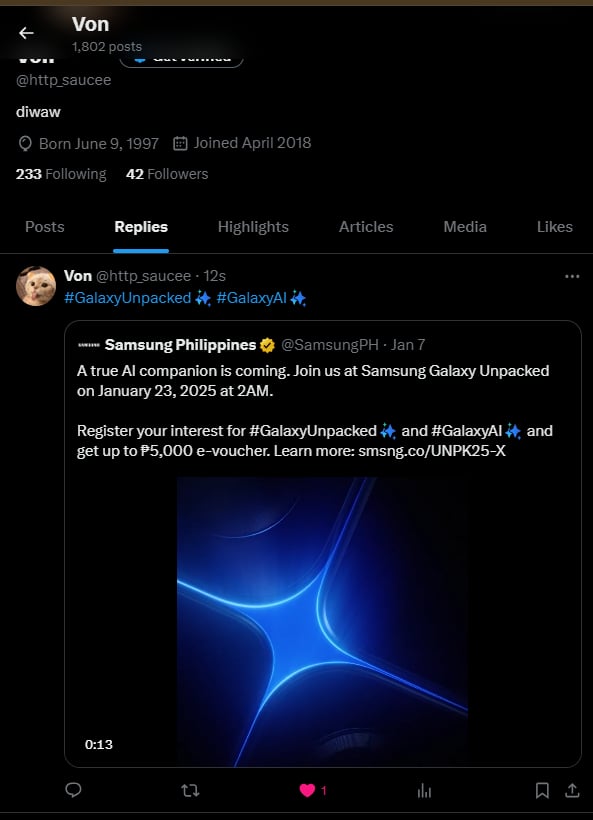 Von
1,802 posts
Von
Get verified
@http_saucee
diwaw
Born June 9, 1997 Joined April 2018
233 Following 42 Followers
Posts Replies Highlights Articles Media Likes
Von @http_saucee · 12s
#GalaxyUnpacked #GalaxyAI
SAMSUNG Samsung Philippines @SamsungPH · Jan 7
A true AI companion is coming. Join us at Samsung Galaxy Unpacked
on January 23, 2025 at 2AM.
Register your interest for #GalaxyUnpacked and #GalaxyAI and
get up to ₱5,000 e-voucher. Learn more: smsng.co/UNPK25-X
0:13
1